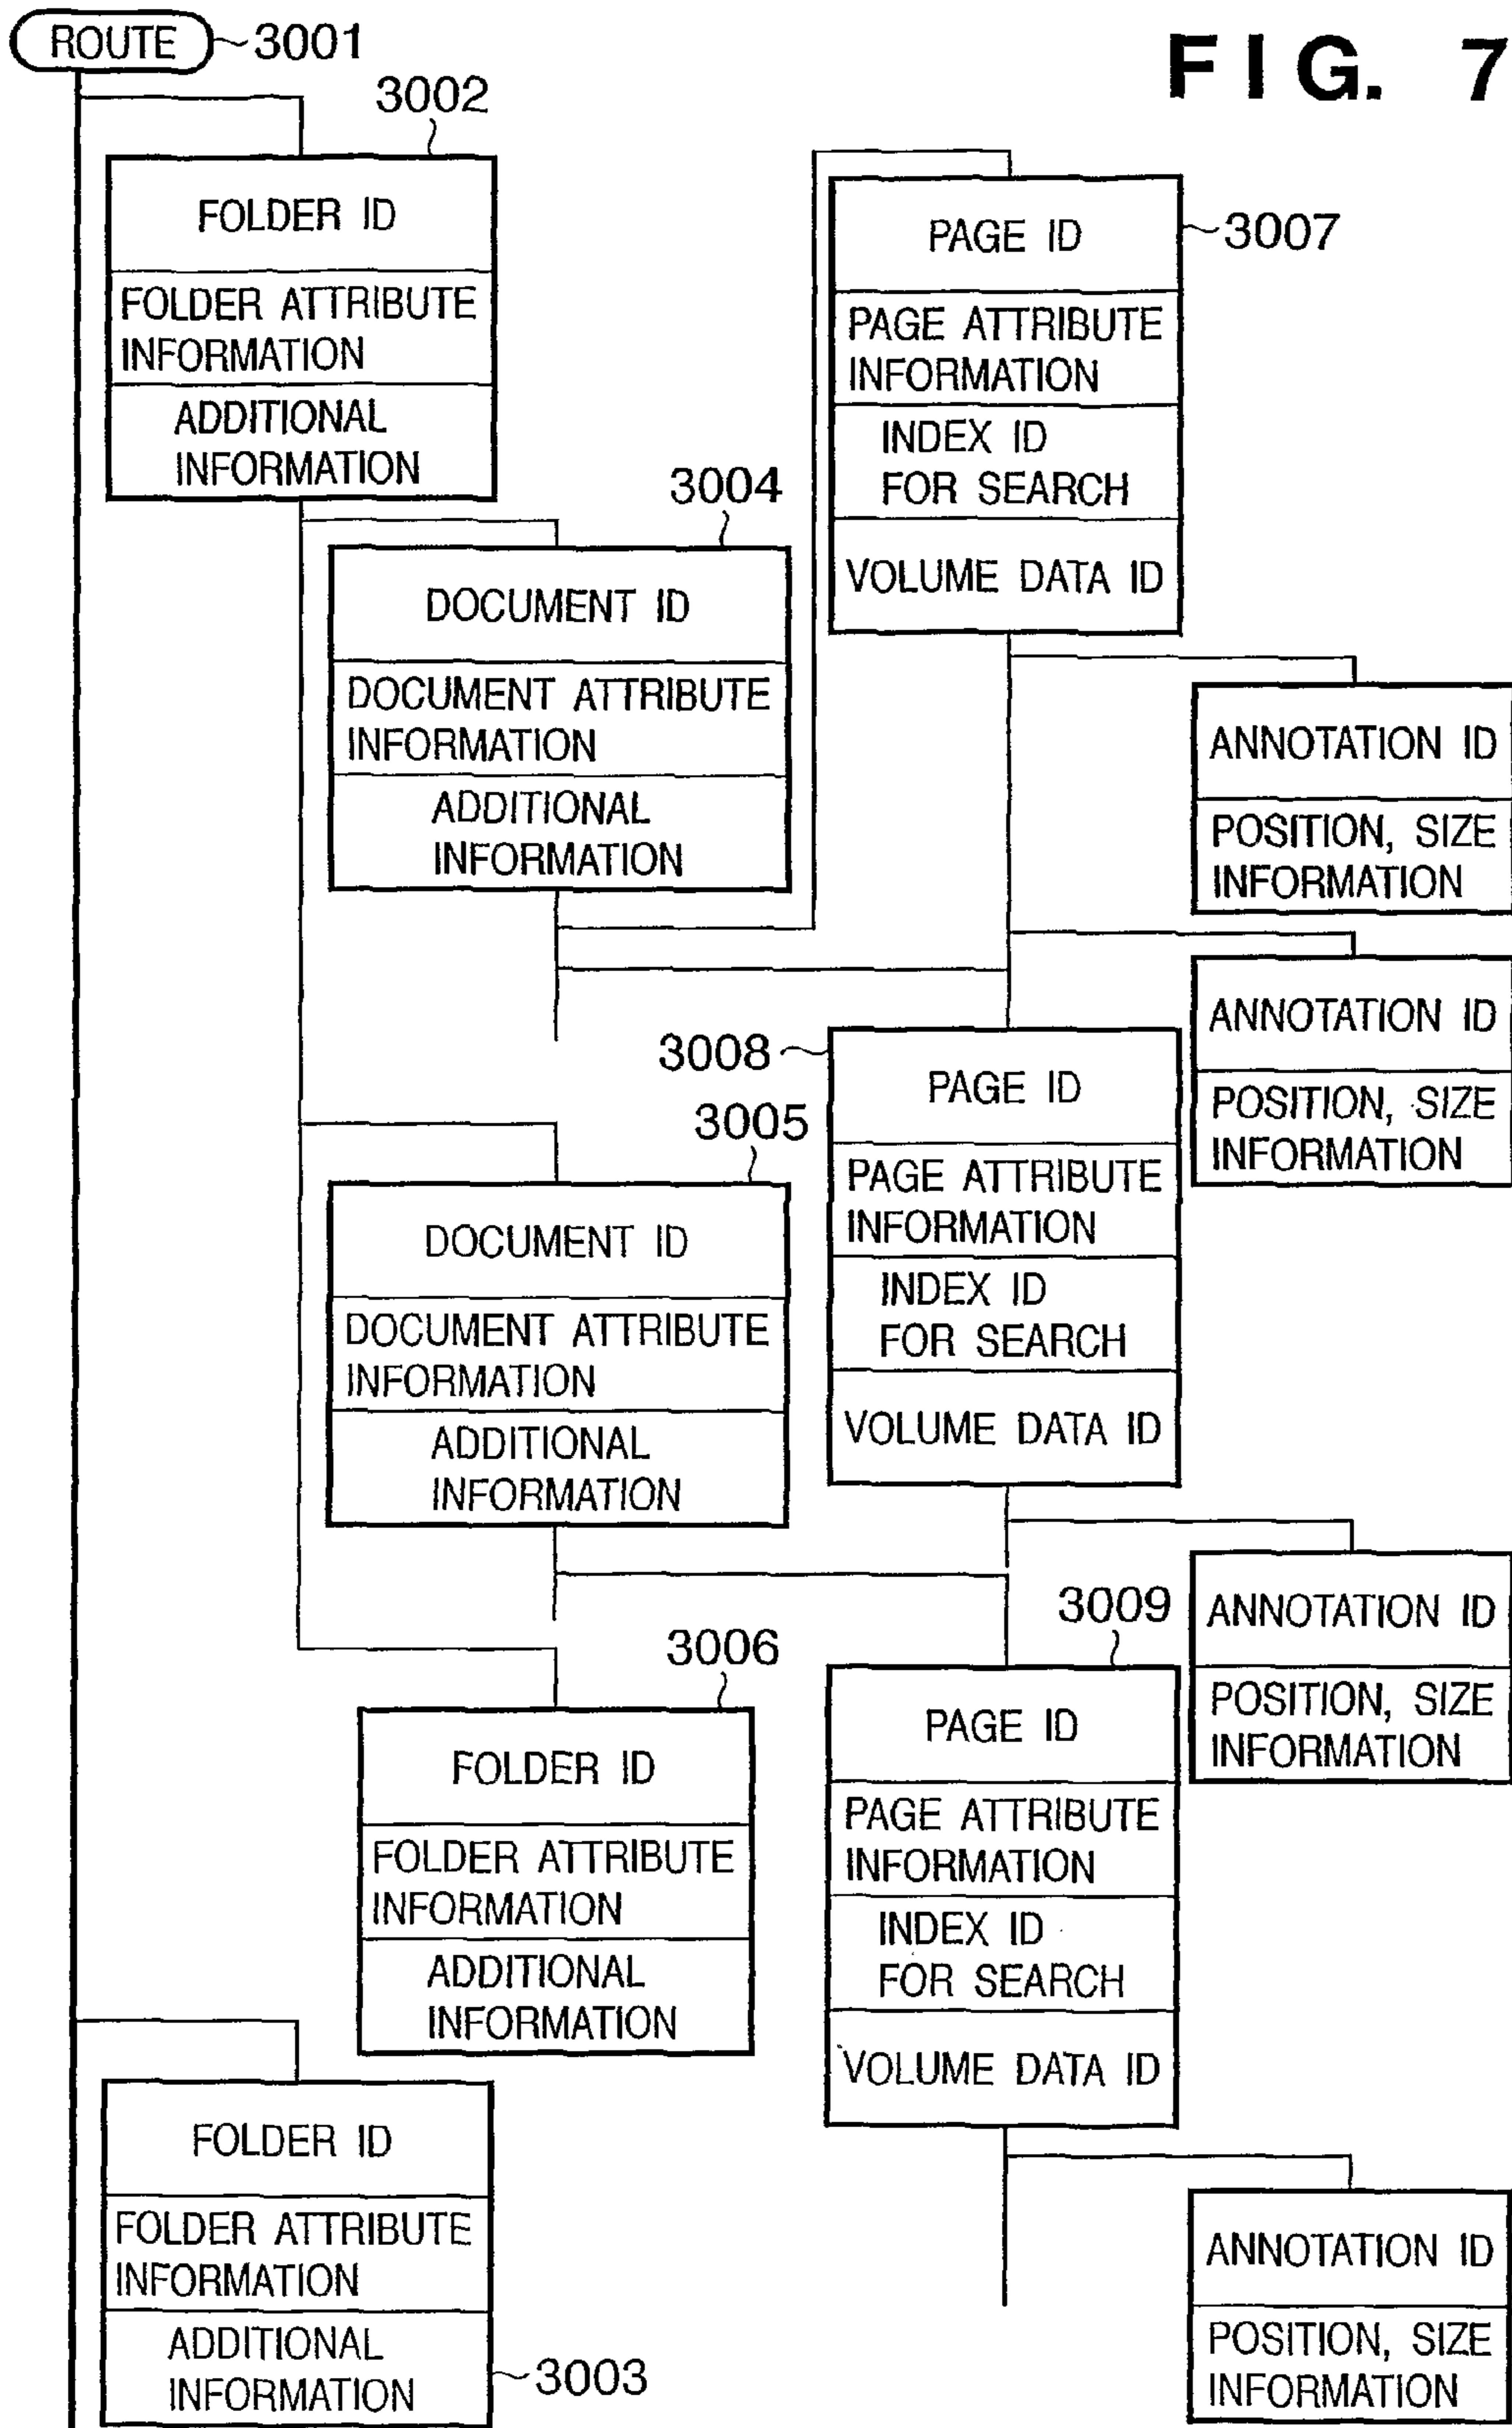 ROUTE
3001
FIG. 7
3002
FOLDER ID
FOLDER ATTRIBUTE
INFORMATION
ADDITIONAL
INFORMATION
3004
DOCUMENT ID
DOCUMENT ATTRIBUTE
INFORMATION
ADDITIONAL
INFORMATION
3007
PAGE ID
PAGE ATTRIBUTE
INFORMATION
INDEX ID
FOR SEARCH
VOLUME DATA ID
ANNOTATION ID
POSITION, SIZE
INFORMATION
ANNOTATION ID
POSITION, SIZE
INFORMATION
3008
PAGE ID
PAGE ATTRIBUTE
INFORMATION
INDEX ID
FOR SEARCH
VOLUME DATA ID
3005
DOCUMENT ID
DOCUMENT ATTRIBUTE
INFORMATION
ADDITIONAL
INFORMATION
ANNOTATION ID
POSITION, SIZE
INFORMATION
3006
FOLDER ID
FOLDER ATTRIBUTE
INFORMATION
ADDITIONAL
INFORMATION
3009
PAGE ID
PAGE ATTRIBUTE
INFORMATION
INDEX ID
FOR SEARCH
VOLUME DATA ID
FOLDER ID
FOLDER ATTRIBUTE
INFORMATION
ADDITIONAL
INFORMATION
3003
ANNOTATION ID
POSITION, SIZE
INFORMATION